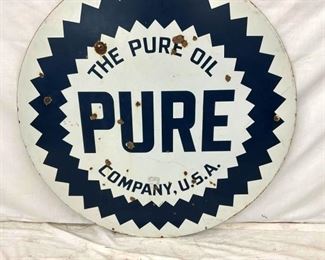 THE PURE OIL
PURE
COMPANY, U.S.A.